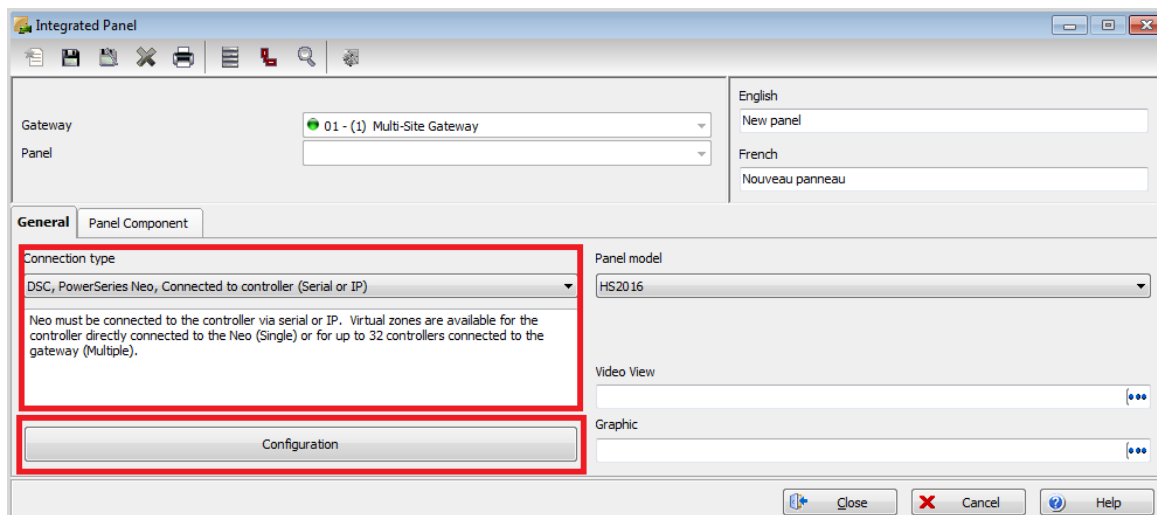 Integrated Panel
English
Gateway
01 - (1) Multi-Site Gateway
New panel
Panel
French
Nouveau panneau
General
Panel Component
Connection type
Panel model
DSC, PowerSeries Neo, Connected to controller (Serial or IP)
HS2016
Neo must be connected to the controller via serial or IP. Virtual zones are available for the
controller directly connected to the Neo (Single) or for up to 32 controllers connected to the
gateway (Multiple).
Video View
Graphic
Configuration
Close
Cancel
Help